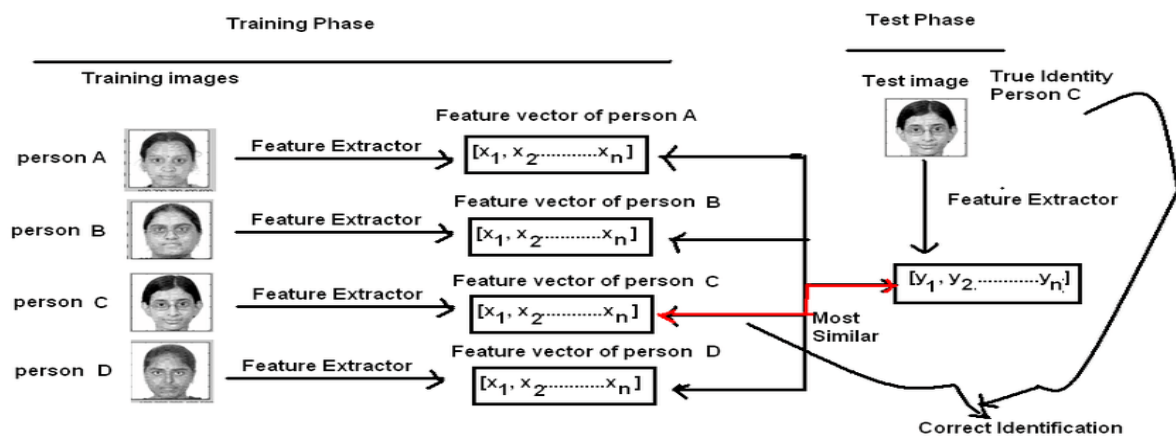 Training Phase
Test Phase
Training images
Test image
True Identity
Person C
Feature vector of person A
person A
Feature Extractor
[x1, x2...........xn]
Feature vector of person B
person B
Feature Extractor
[x1, x2...........xn]
Feature Extractor
Feature vector of person C
person C
Feature Extractor
[x1, x2...........xn]
[y1, y2...........yn]
Most
Similar
Feature vector of person D
person D
Feature Extractor
[x1, x2...........xn]
Correct Identification